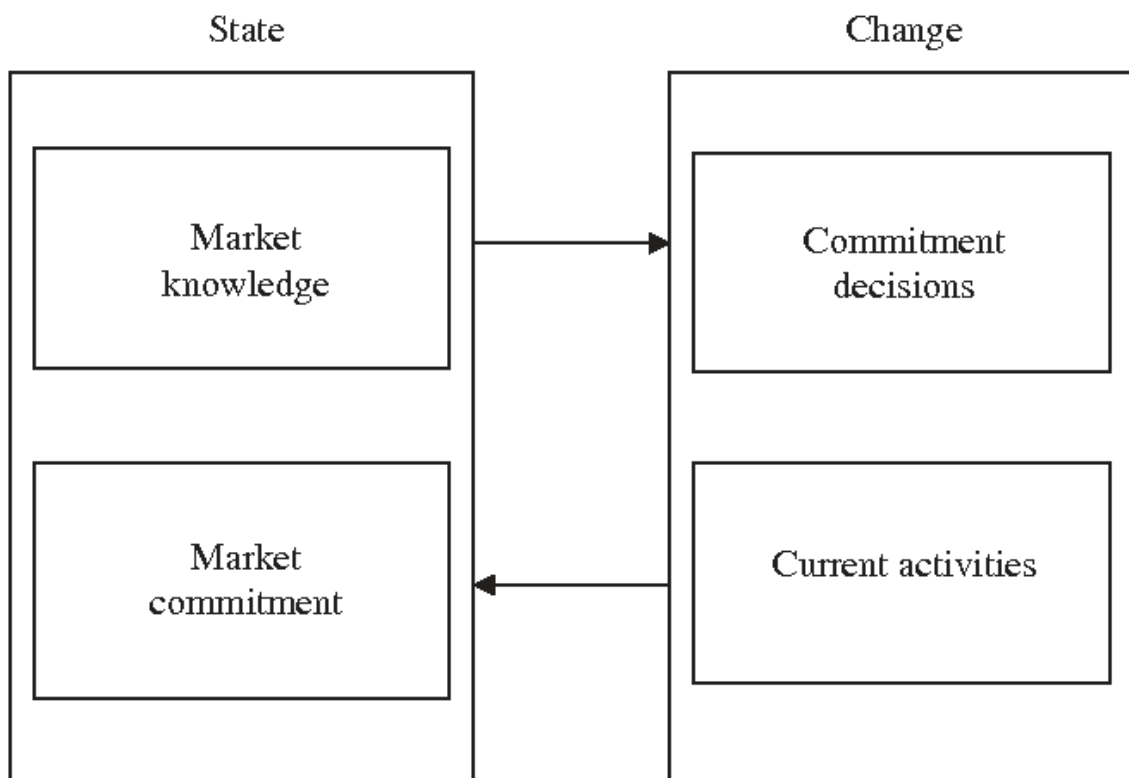 State
Change
Market
knowledge
Commitment
decisions
Market
commitment
Current activities